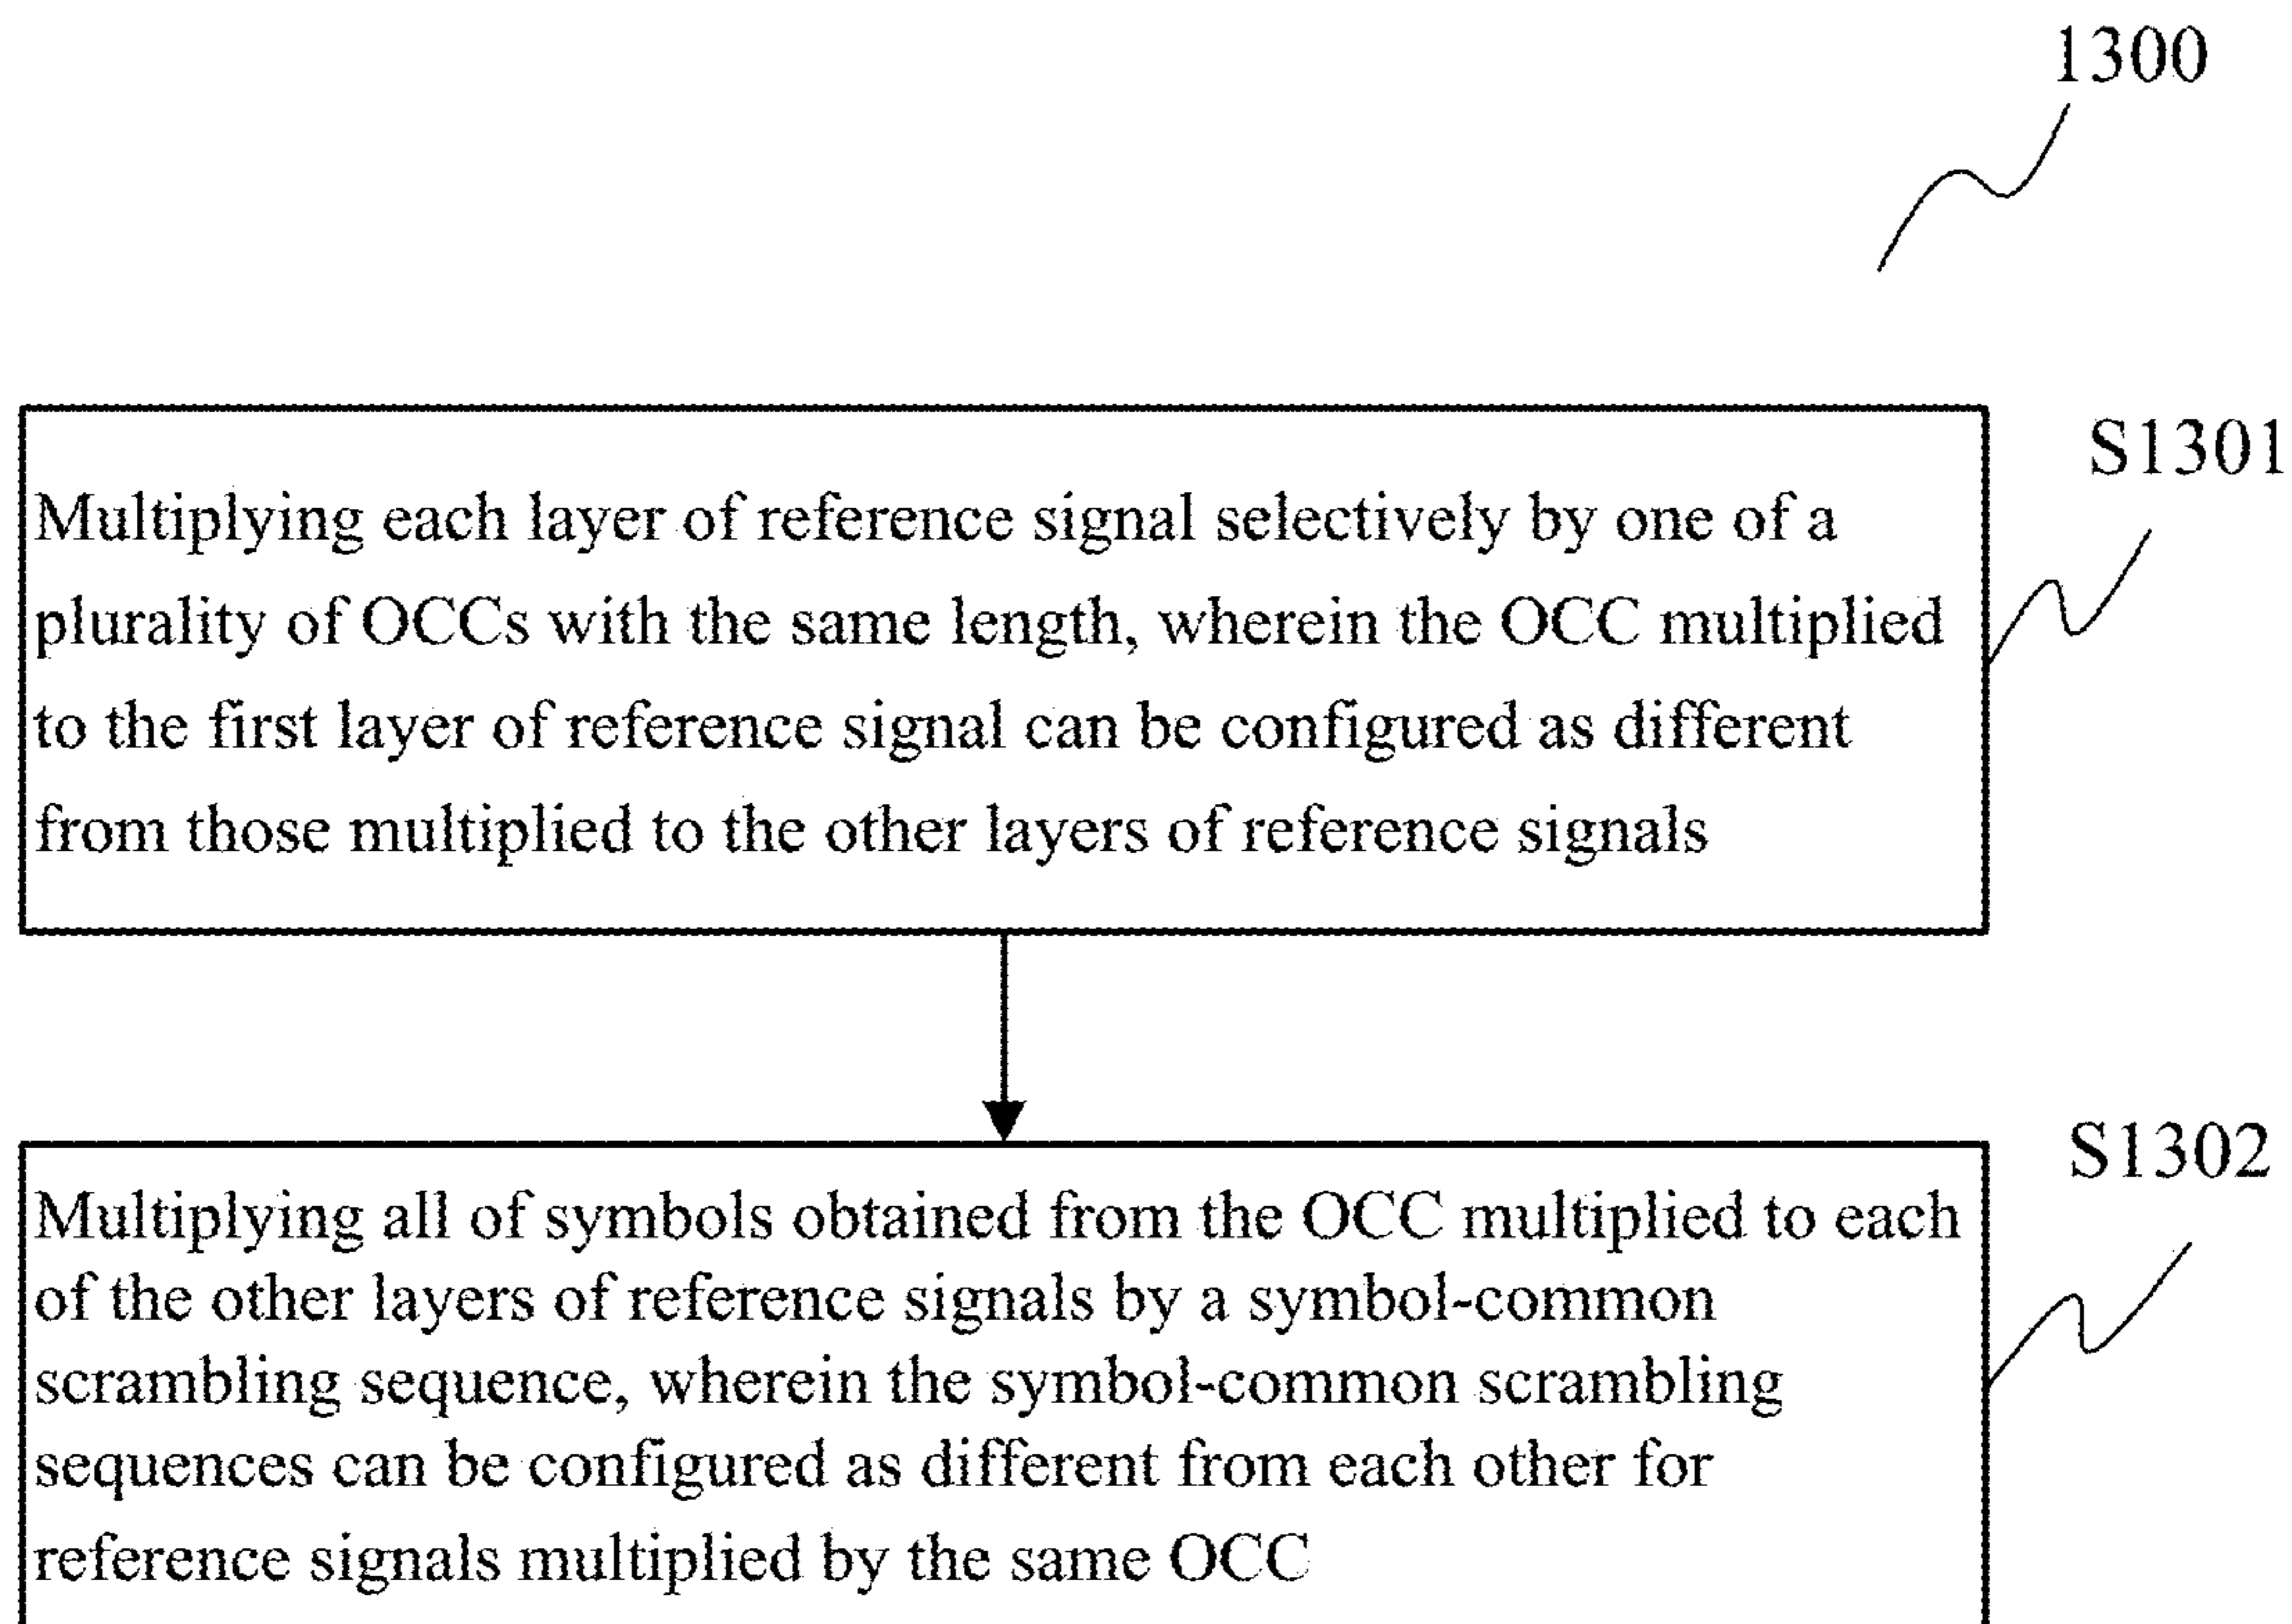 1300
S1301
Multiplying each layer of reference signal selectively by one of a
plurality of OCCs with the same length, wherein the OCC multiplied
to the first layer of reference signal can be configured as different
from those multiplied to the other layers of reference signals
S1302
Multiplying all of symbols obtained from the OCC multiplied to each
of the other layers of reference signals by a symbol-common
scrambling sequence, wherein the symbol-common scrambling
sequences can be configured as different from each other for
reference signals multiplied by the same OCC